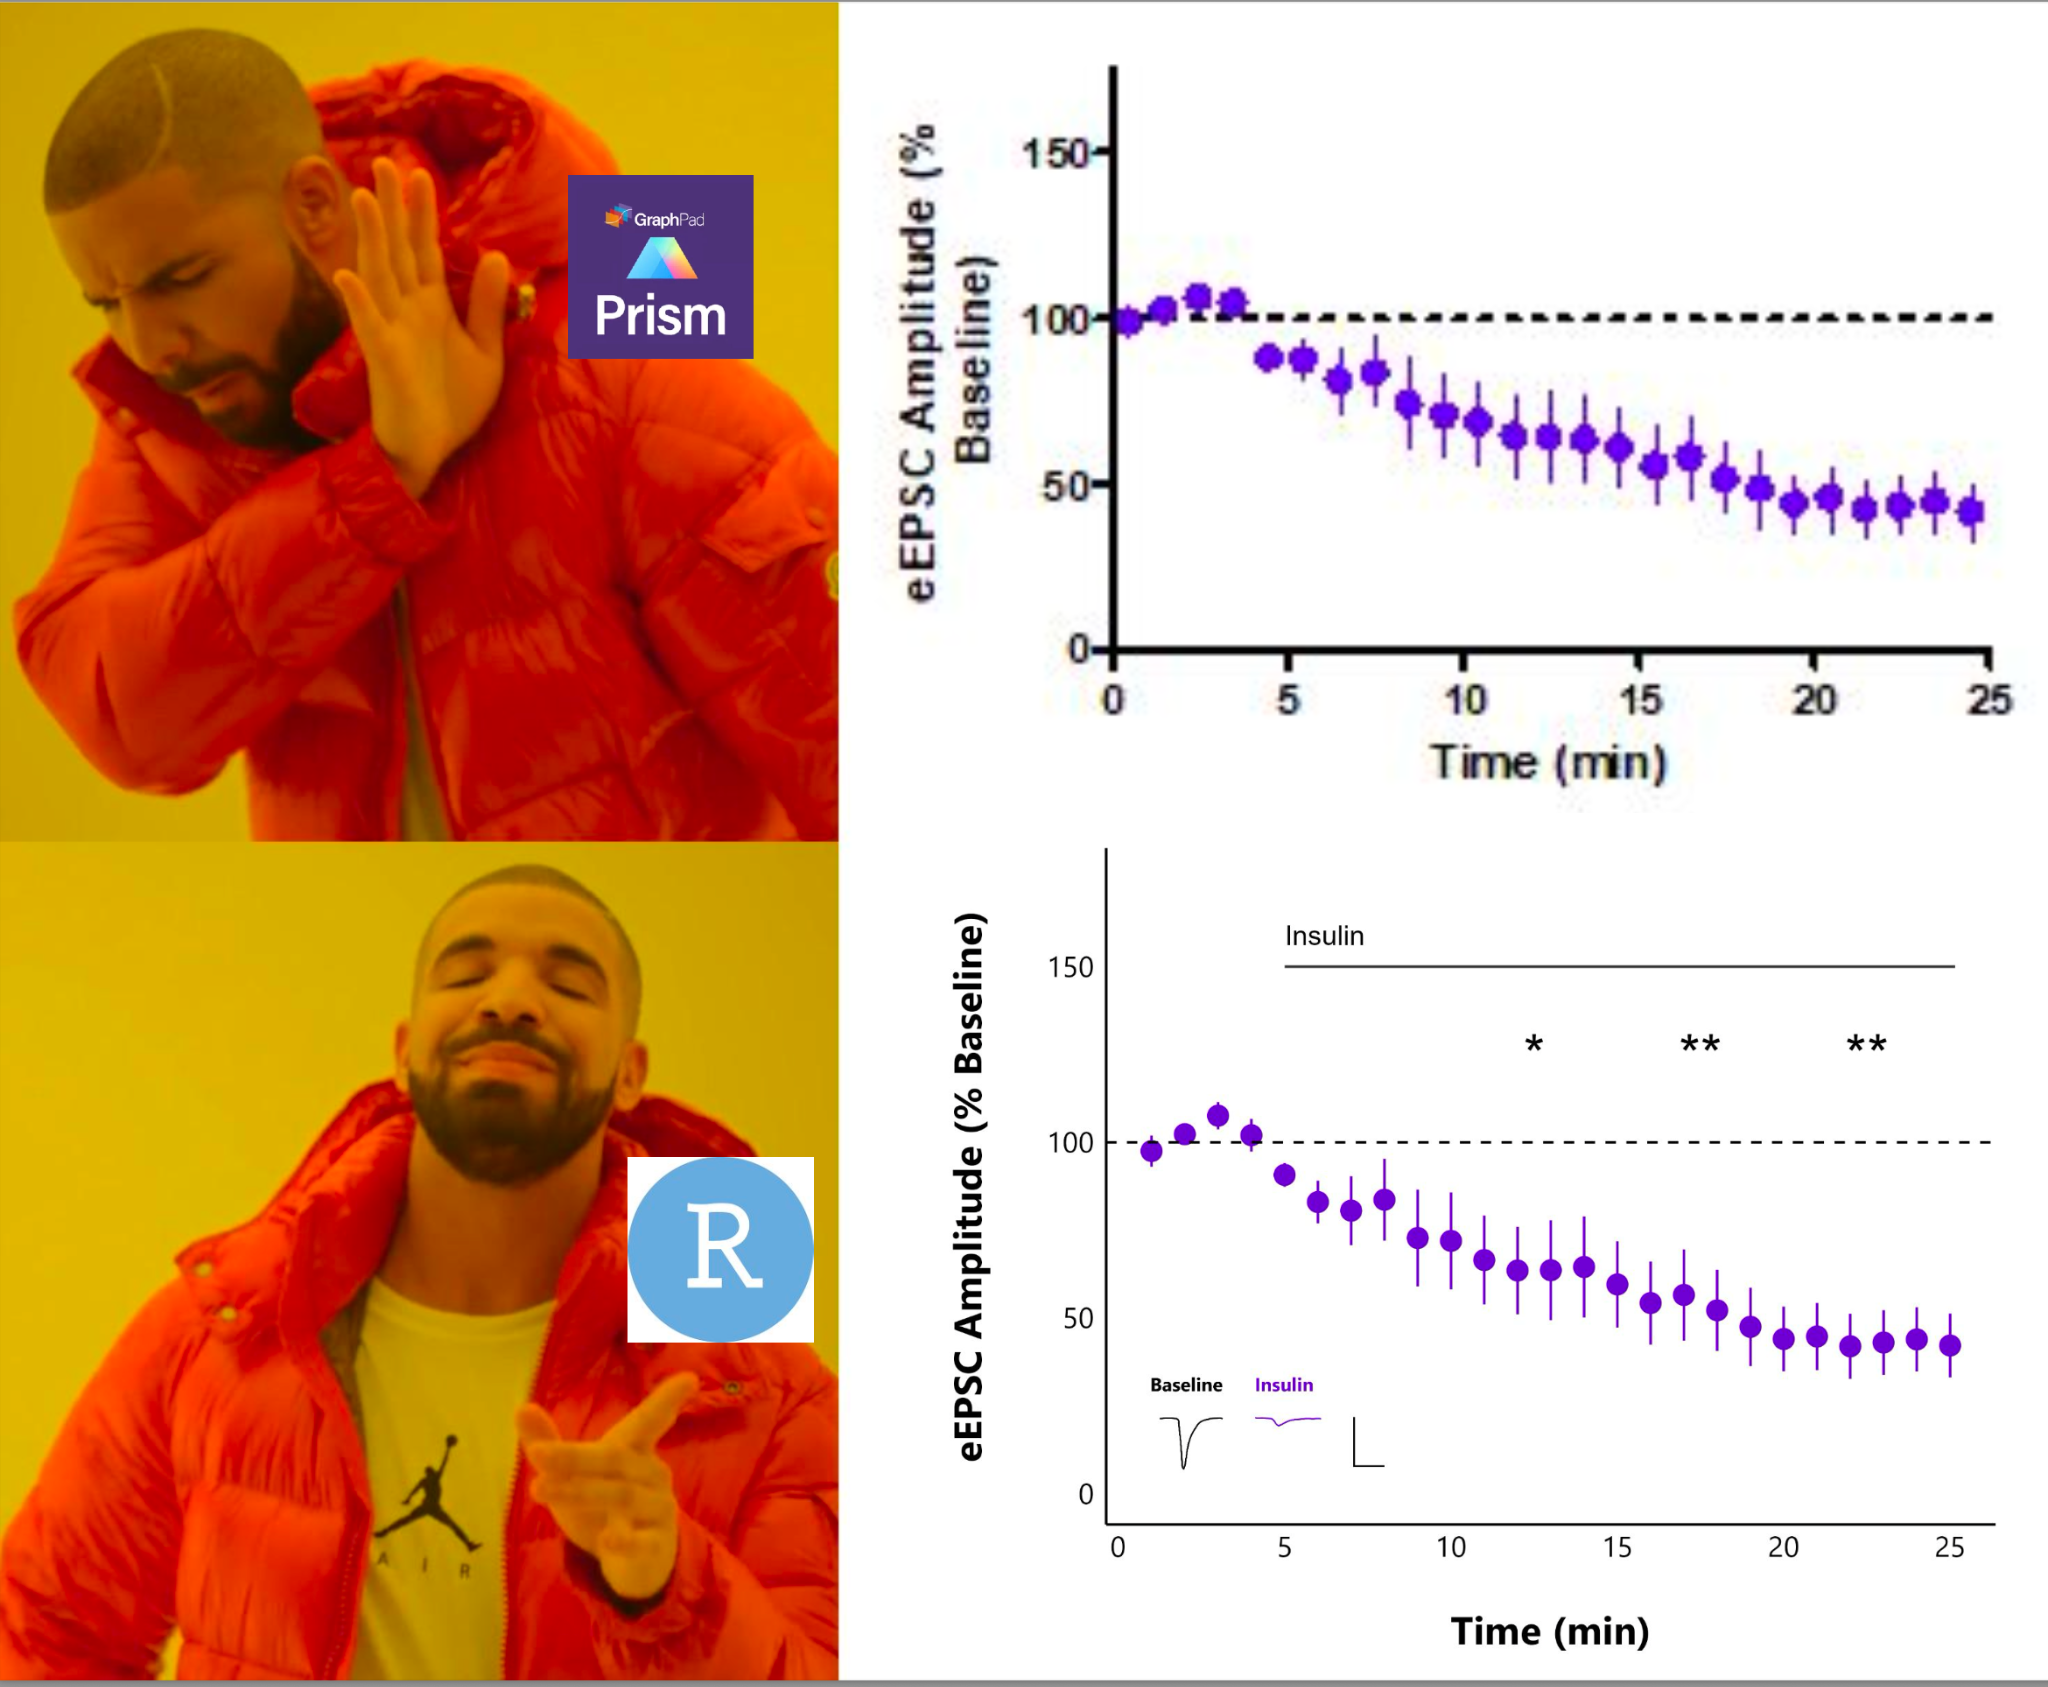 GraphPad
Prism
eEPSC Amplitude (%
Baseline)
150
100
50
0
0 5 10 15 20 25
Time (min)
R
A I R
eEPSC Amplitude (% Baseline)
Insulin
150
* ** **
100
50
Baseline Insulin
0
0 5 10 15 20 25
Time (min)